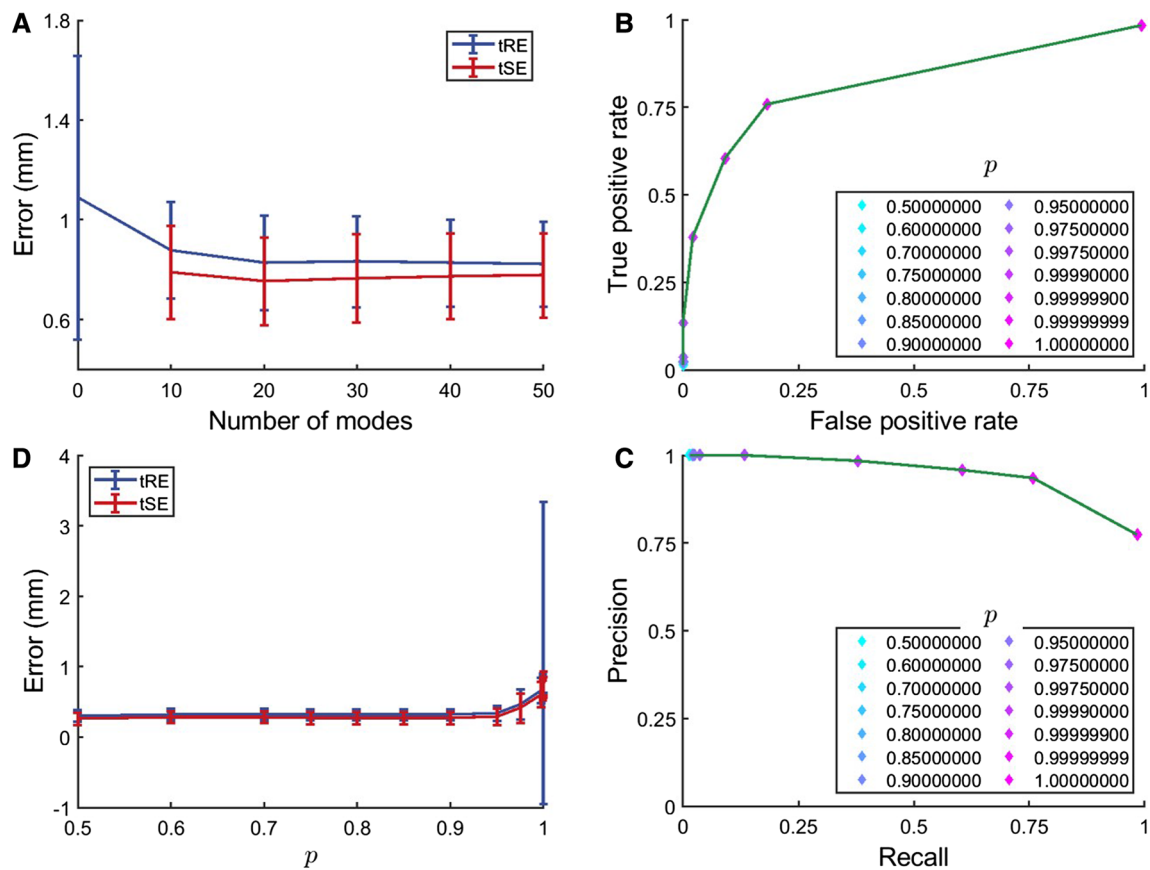 A
1.8
1.4
1
0.6
Error (mm)
tRE
tSE
0 10 20 30 40 50
Number of modes
B
1
0.75
0.5
0.25
0
True positive rate
p
0.50000000 0.95000000
0.60000000 0.97500000
0.70000000 0.99750000
0.75000000 0.99990000
0.80000000 0.99999900
0.85000000 0.99999999
0.90000000 1.00000000
0 0.25 0.5 0.75 1
False positive rate
D
4
3
2
1
0
-1
Error (mm)
tRE
tSE
0.5 0.6 0.7 0.8 0.9 1
p
C
1
0.75
0.5
0.25
0
Precision
p
0.50000000 0.95000000
0.60000000 0.97500000
0.70000000 0.99750000
0.75000000 0.99990000
0.80000000 0.99999900
0.85000000 0.99999999
0.90000000 1.00000000
0 0.25 0.5 0.75 1
Recall